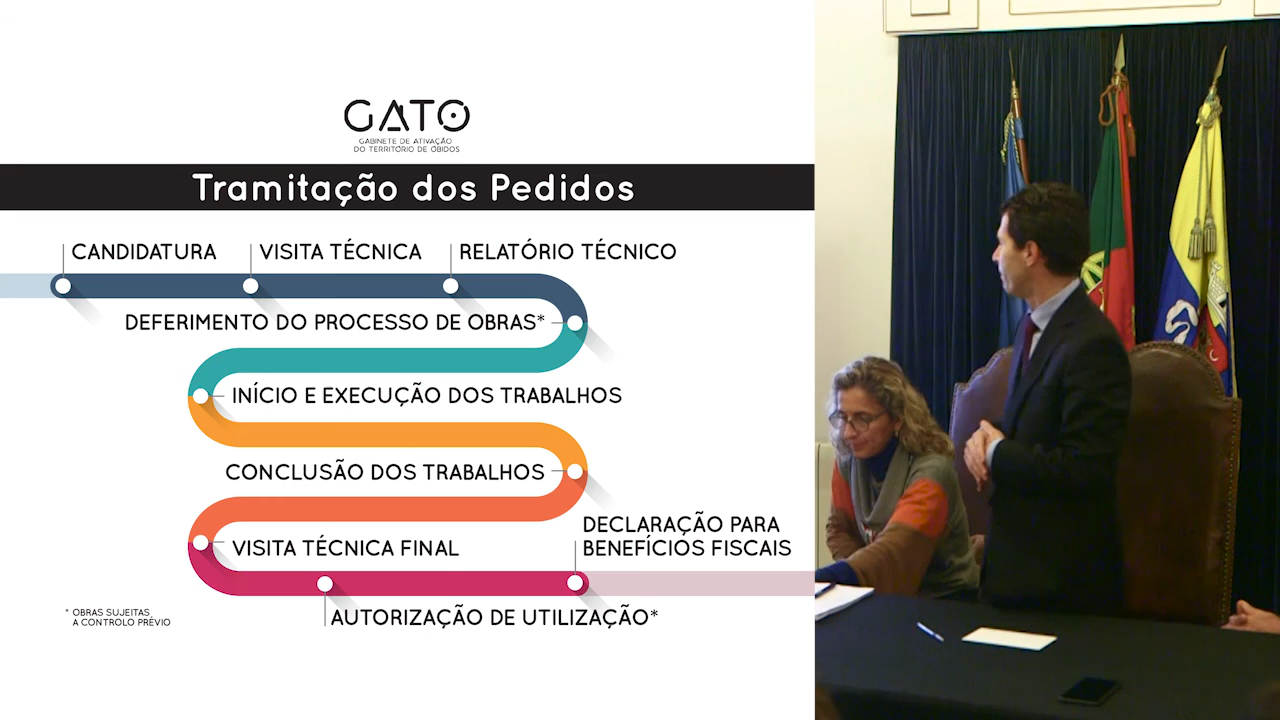 GATO
GABINETE DE ATIVAÇÃO
DO TERRITÓRIO DE ÓBIDOS
Tramitação dos Pedidos
CANDIDATURA
VISITA TÉCNICA
RELATÓRIO TÉCNICO
DEFERIMENTO DO PROCESSO DE OBRAS*
INÍCIO E EXECUÇÃO DOS TRABALHOS
CONCLUSÃO DOS TRABALHOS
DECLARAÇÃO PARA
BENEFÍCIOS FISCAIS
VISITA TÉCNICA FINAL
AUTORIZAÇÃO DE UTILIZAÇÃO*
* OBRAS SUJEITAS
A CONTROLO PRÉVIO